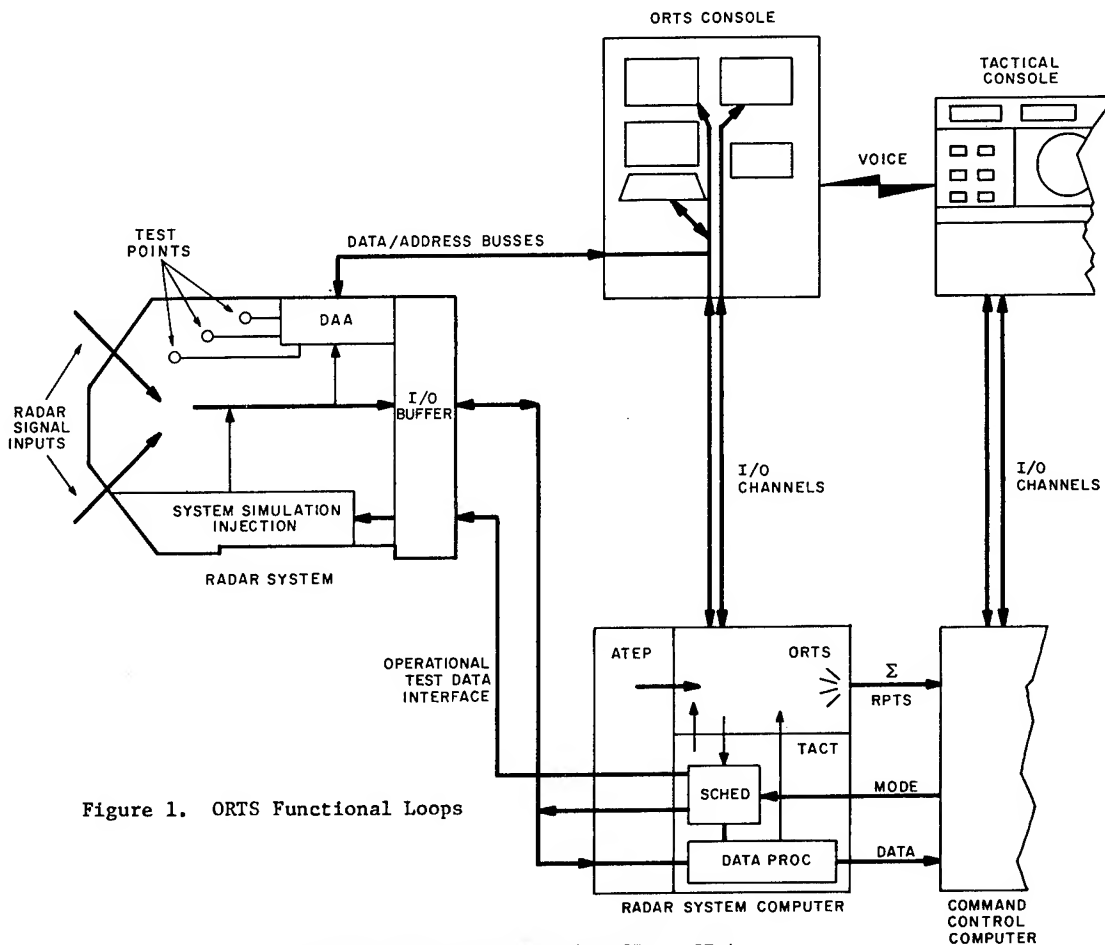 ORTS CONSOLE
TACTICAL
CONSOLE
VOICE
TEST
POINTS
DATA/ADDRESS BUSSES
DAA
I/O
BUFFER
RADAR
SIGNAL
INPUTS
SYSTEM SIMULATION
INJECTION
RADAR SYSTEM
I/O
CHANNELS
I/O
CHANNELS
OPERATIONAL
TEST DATA
INTERFACE
ATEP
ORTS
Σ
RPTS
TACT
SCHED
MODE
DATA PROC
DATA
RADAR SYSTEM COMPUTER
COMMAND
CONTROL
COMPUTER
Figure 1. ORTS Functional Loops